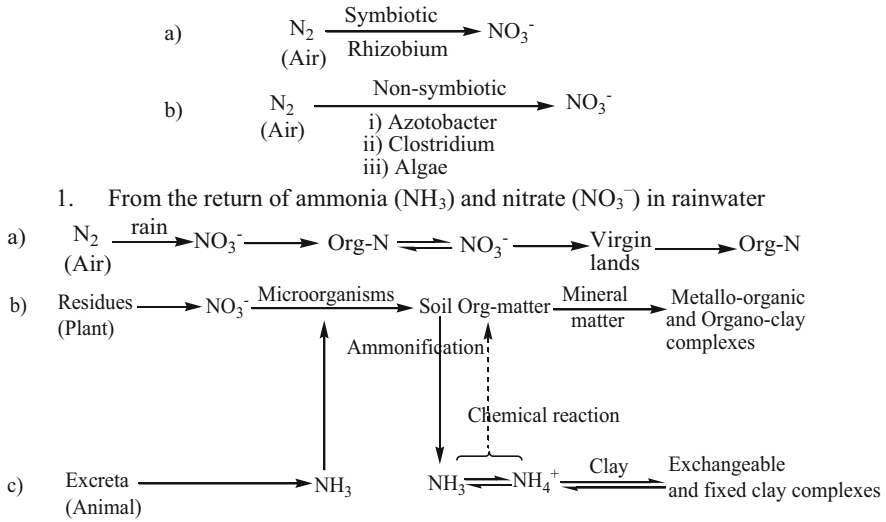 a) N₂ (Air) Symbiotic Rhizobium NO₃⁻
b) N₂ (Air) Non-symbiotic NO₃⁻
i) Azotobacter
ii) Clostridium
iii) Algae
1. From the return of ammonia (NH₃) and nitrate (NO₃⁻) in rainwater
a) N₂ rain NO₃⁻ Org-N NO₃⁻ Virgin Org-N
(Air) lands
b) Residues NO₃⁻ Microorganisms Soil Org-matter Mineral Metallo-organic
(Plant) matter and Organo-clay
complexes
Ammonification
Chemical reaction
c) Excreta NH₃ NH₃ NH₄⁺ Clay Exchangeable
(Animal) and fixed clay complexes